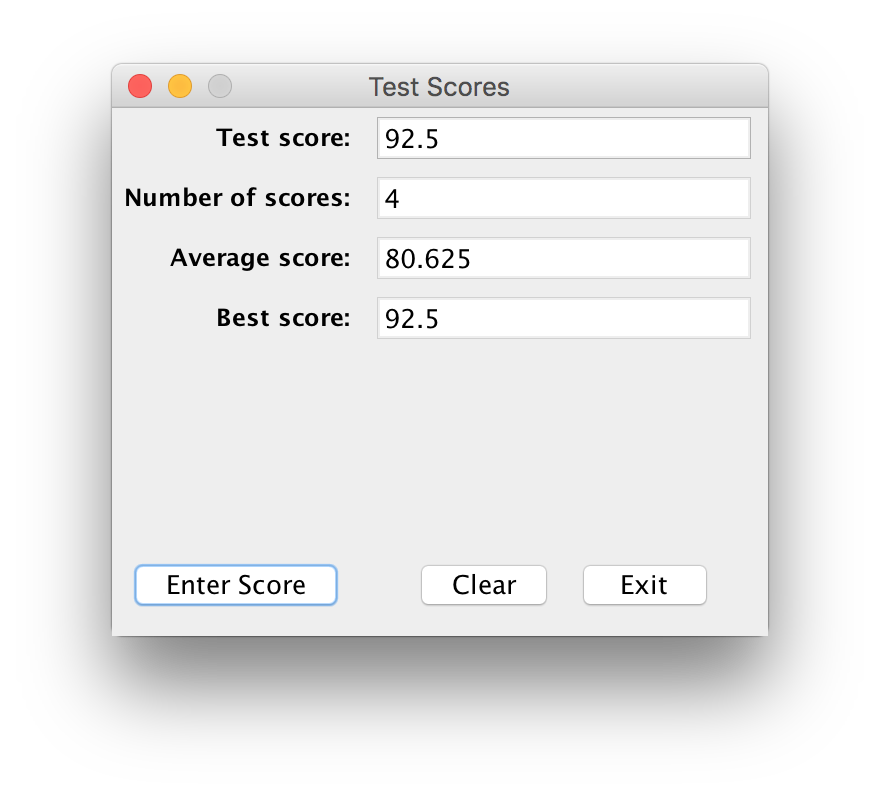 Test Scores
Test score: 92.5
Number of scores: 4
Average score: 80.625
Best score: 92.5
Enter Score Clear Exit